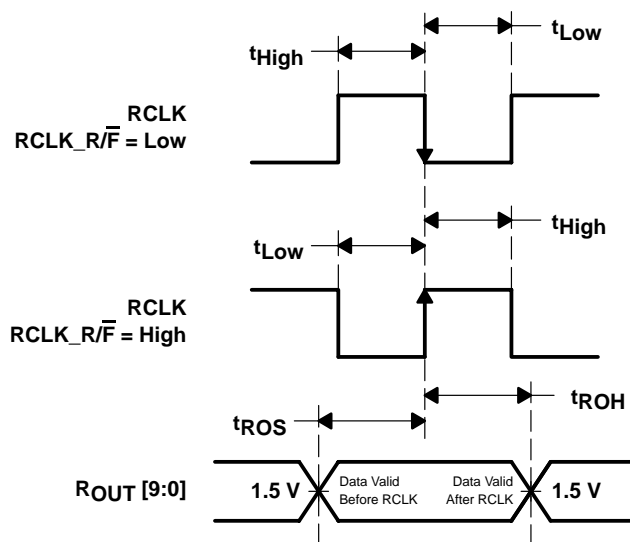 tLow
tHigh
RCLK
RCLK_R/F̅ = Low
tHigh
tLow
RCLK
RCLK_R/F̅ = High
tROH
tROS
ROUT [9:0]
1.5 V
Data Valid
Before RCLK
Data Valid
After RCLK
1.5 V